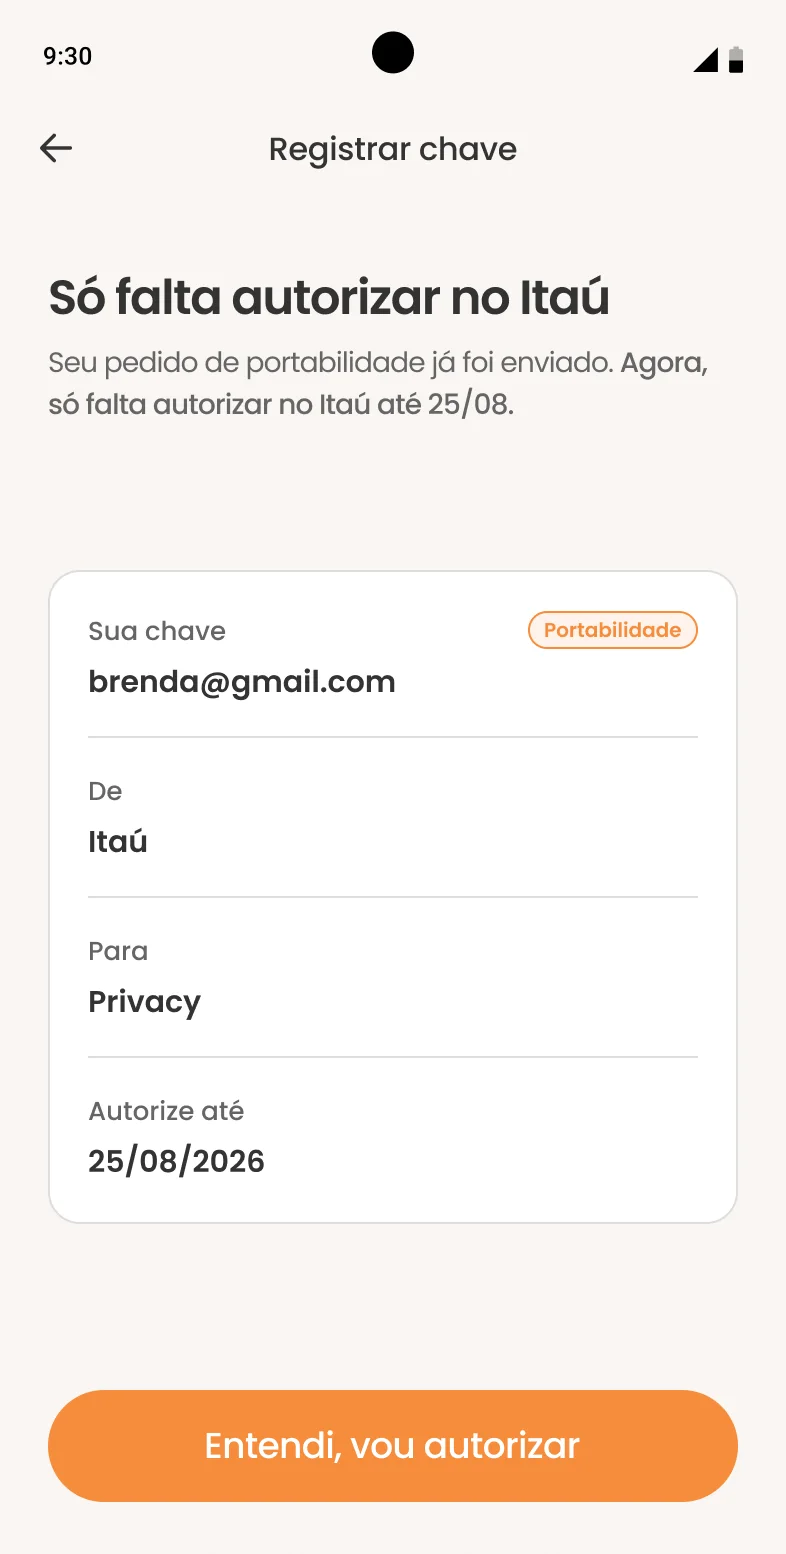 9:30
Registrar chave
Só falta autorizar no Itaú
Seu pedido de portabilidade já foi enviado. Agora,
só falta autorizar no Itaú até 25/08.
Sua chave
Portabilidade
brenda@gmail.com
De
Itaú
Para
Privacy
Autorize até
25/08/2026
Entendi, vou autorizar